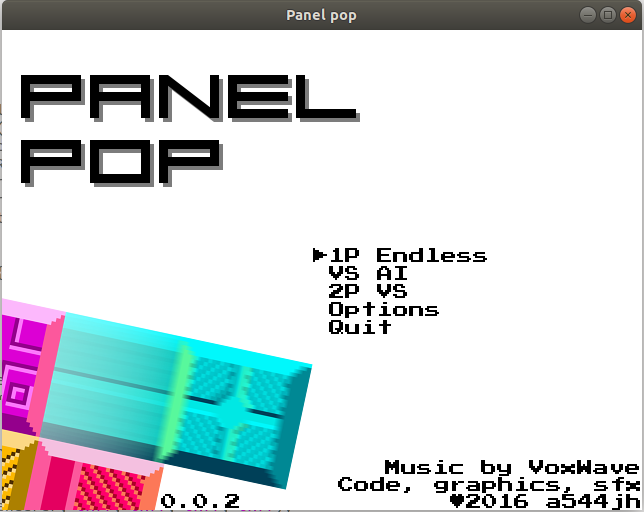 Panel pop
PANEL
POP
▶1P Endless
VS AI
2P VS
Options
Quit
Music by VoxWave
Code, graphics, sfx
0.0.2
♥2016 a544jh